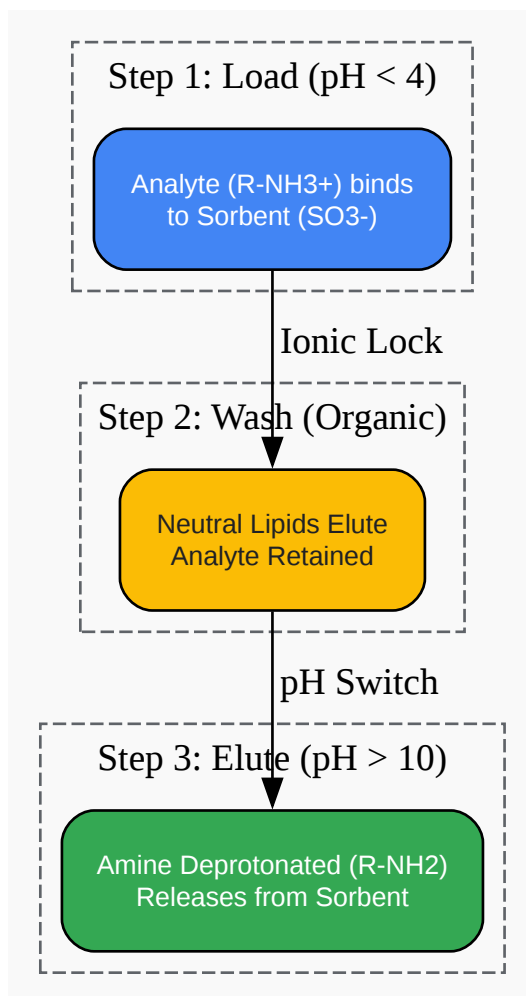 Step 1: Load (pH < 4)
Analyte (R-NH3+) binds
to Sorbent (SO3-)
Ionic Lock
Step 2: Wash (Organic)
Neutral Lipids Elute
Analyte Retained
pH Switch
Step 3: Elute (pH > 10)
Amine Deprotonated (R-NH2)
Releases from Sorbent